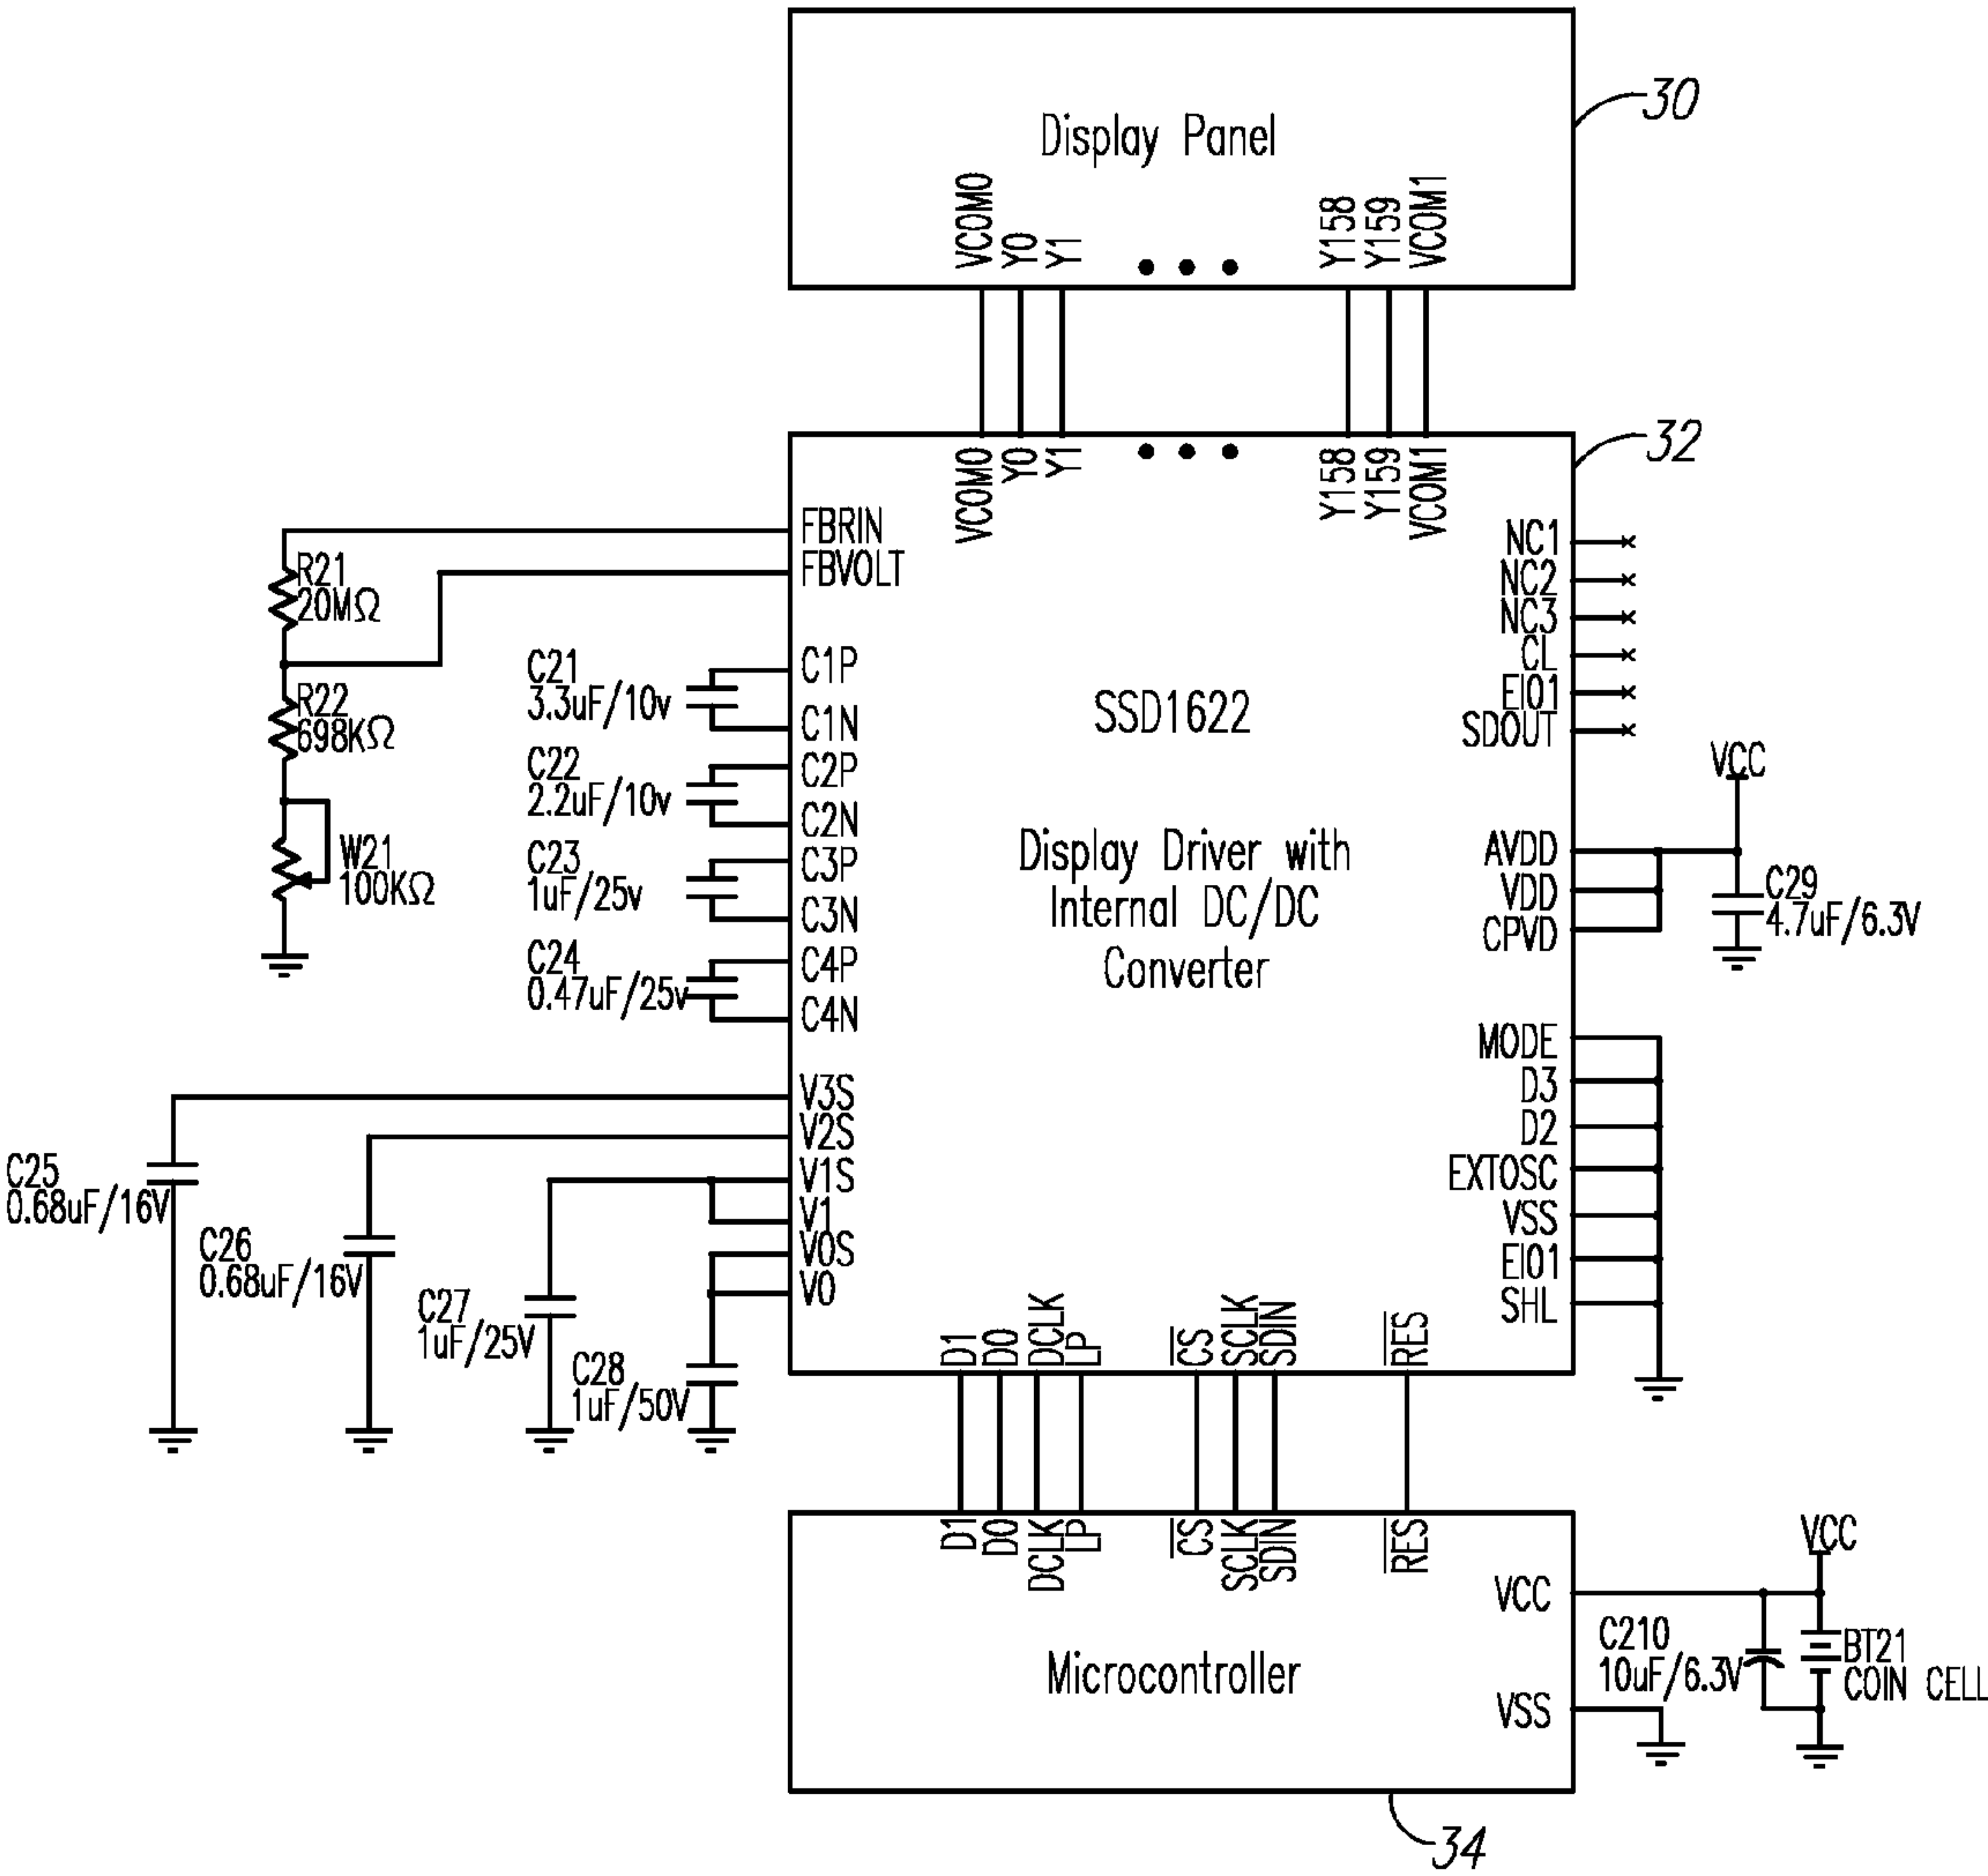 30
Display Panel
VCOM0
Y0
Y1
Y158
Y159
VCOM1
32
VCOM0
Y0
Y1
Y158
Y159
VCOM1
FBRIN
FBVOLT
R21
20MΩ
R22
698KΩ
W21
100KΩ
C21
3.3uF/10v
C22
2.2uF/10v
C23
1uF/25v
C24
0.47uF/25v
C1P
C1N
C2P
C2N
C3P
C3N
C4P
C4N
SSD1622
Display Driver with
Internal DC/DC
Converter
NC1
NC2
NC3
CL
EIO1
SDOUT
VCC
AVDD
VDD
CPVD
C29
4.7uF/6.3V
MODE
D3
D2
EXTOSC
VSS
EIO1
SHL
V3S
V2S
V1S
V1
V0S
V0
C25
0.68uF/16V
C26
0.68uF/16V
C27
1uF/25V
C28
1uF/50V
D1
D0
DCLK
LP
CS
SCLK
SDIN
RES
D1
D0
DCLK
LP
CS
SCLK
SDIN
RES
Microcontroller
VCC
VSS
VCC
C210
10uF/6.3V
BT21
COIN CELL
34